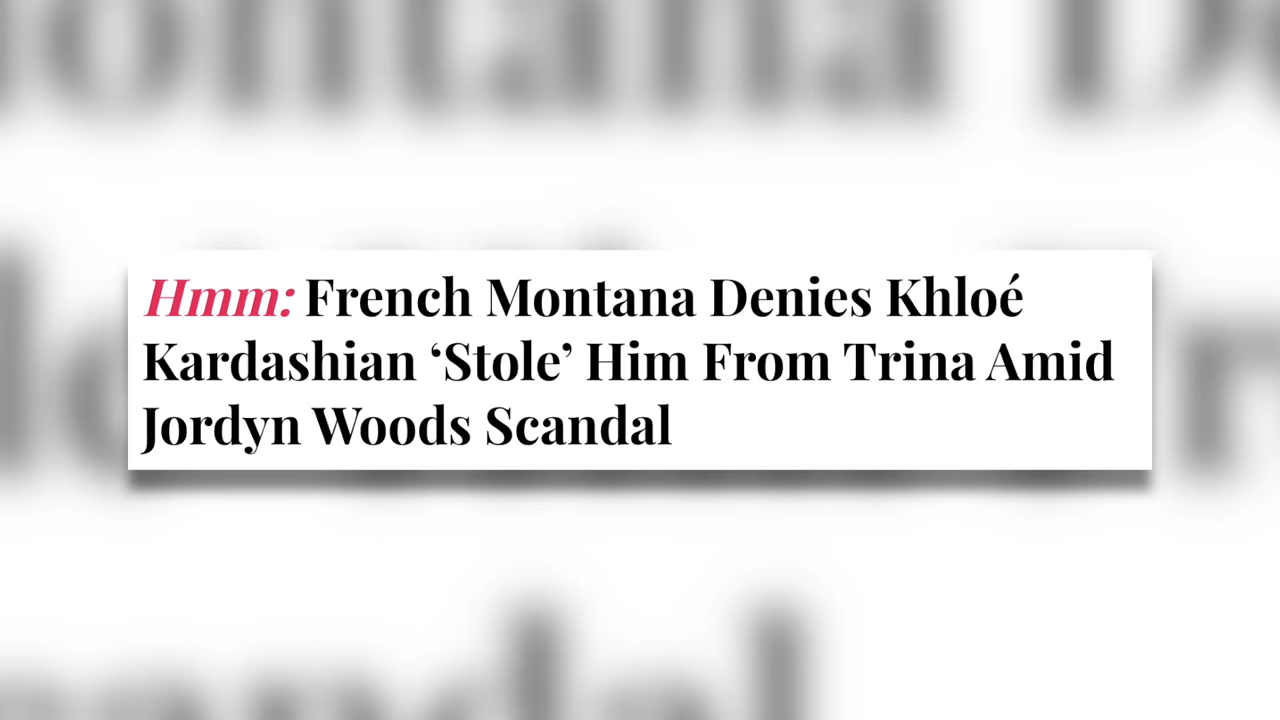 Hmm: French Montana Denies Khloé
Kardashian ‘Stole’ Him From Trina Amid
Jordyn Woods Scandal